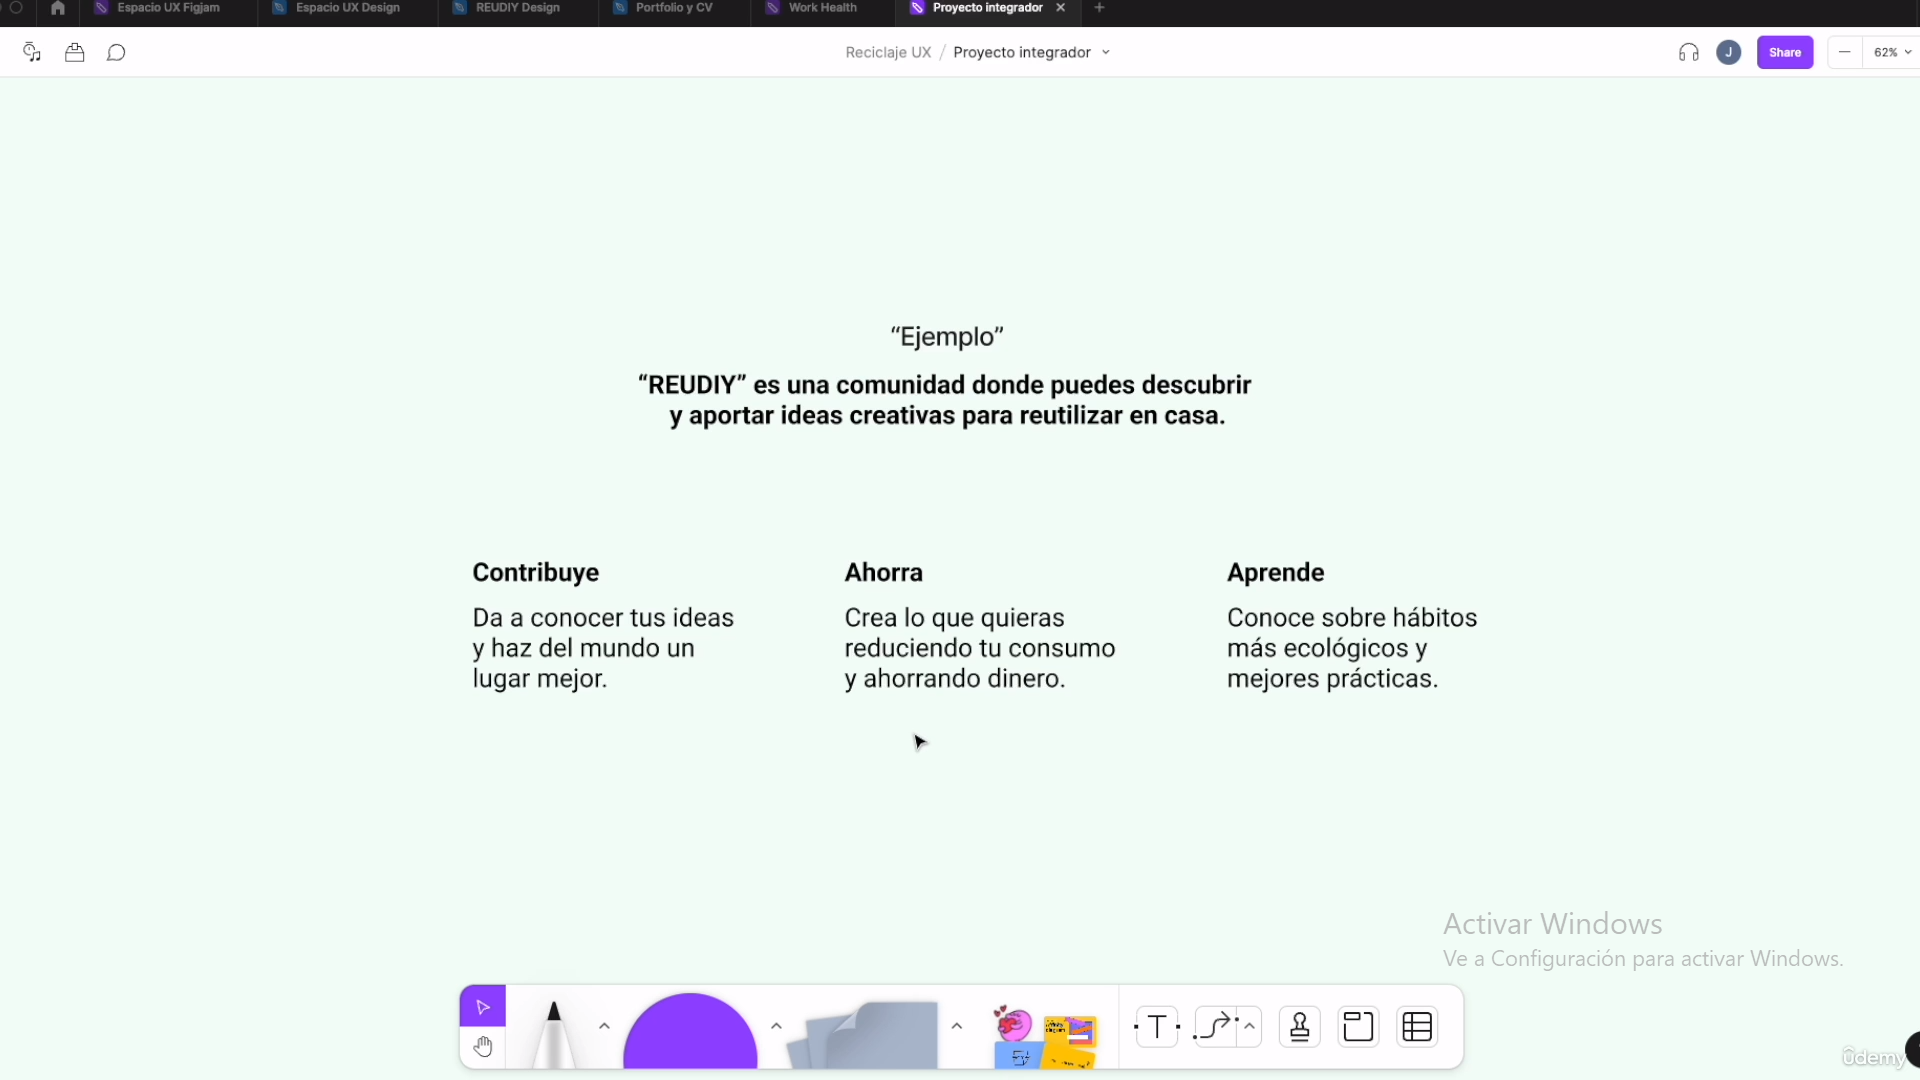 Espacio UX Figjam
Espacio UX Design
REUDIY Design
Portfolio y CV
Work Health
Proyecto integrador
Reciclaje UX / Proyecto integrador
J
Share
62%
“Ejemplo”
“REUDIY” es una comunidad donde puedes descubrir
y aportar ideas creativas para reutilizar en casa.
Contribuye
Da a conocer tus ideas
y haz del mundo un
lugar mejor.
Ahorra
Crea lo que quieras
reduciendo tu consumo
y ahorrando dinero.
Aprende
Conoce sobre hábitos
más ecológicos y
mejores prácticas.
Activar Windows
Ve a Configuración para activar Windows.
T
ûdemy